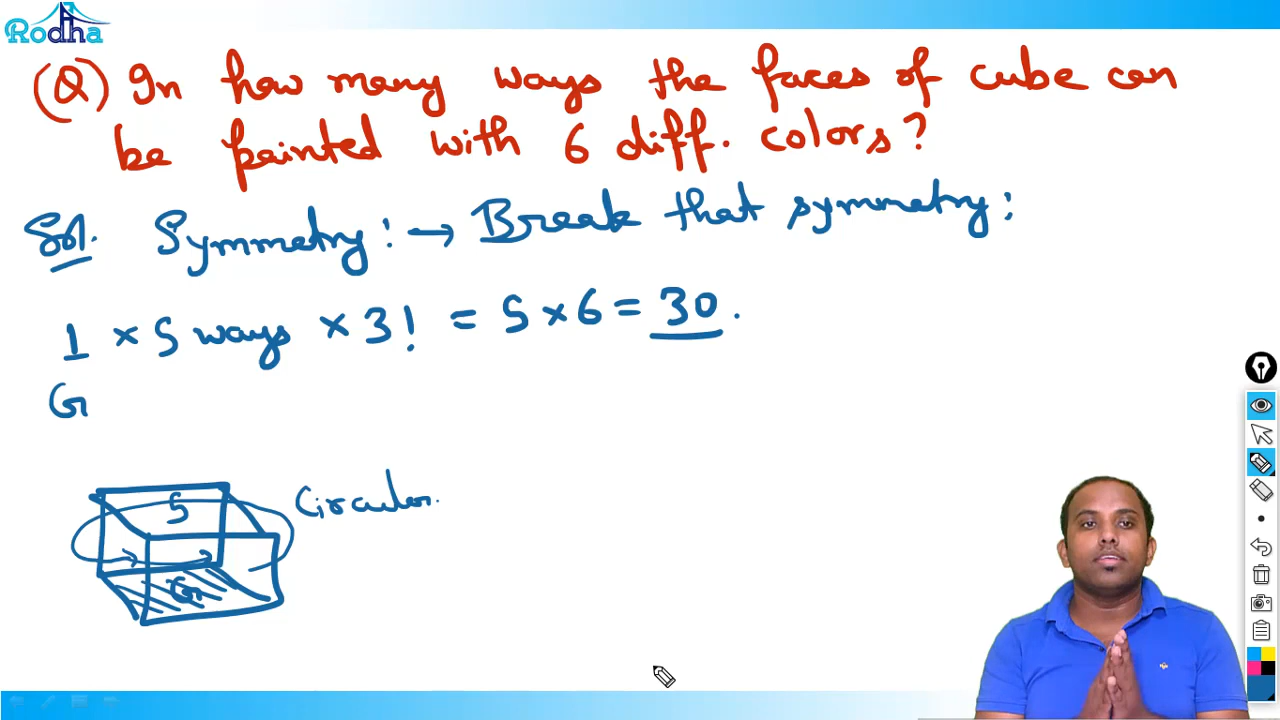 Rodha
(Q) In how many ways the faces of cube can
be painted with 6 diff. colors?
Sol. Symmetry: → Break that symmetry:
1 × 5 ways × 3! = 5 × 6 = 30.
G
5
Circular.
G